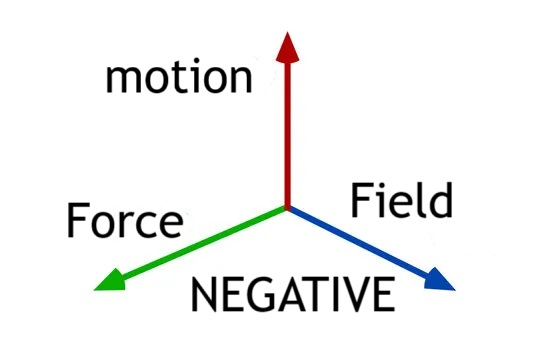 motion
Field
Force
NEGATIVE